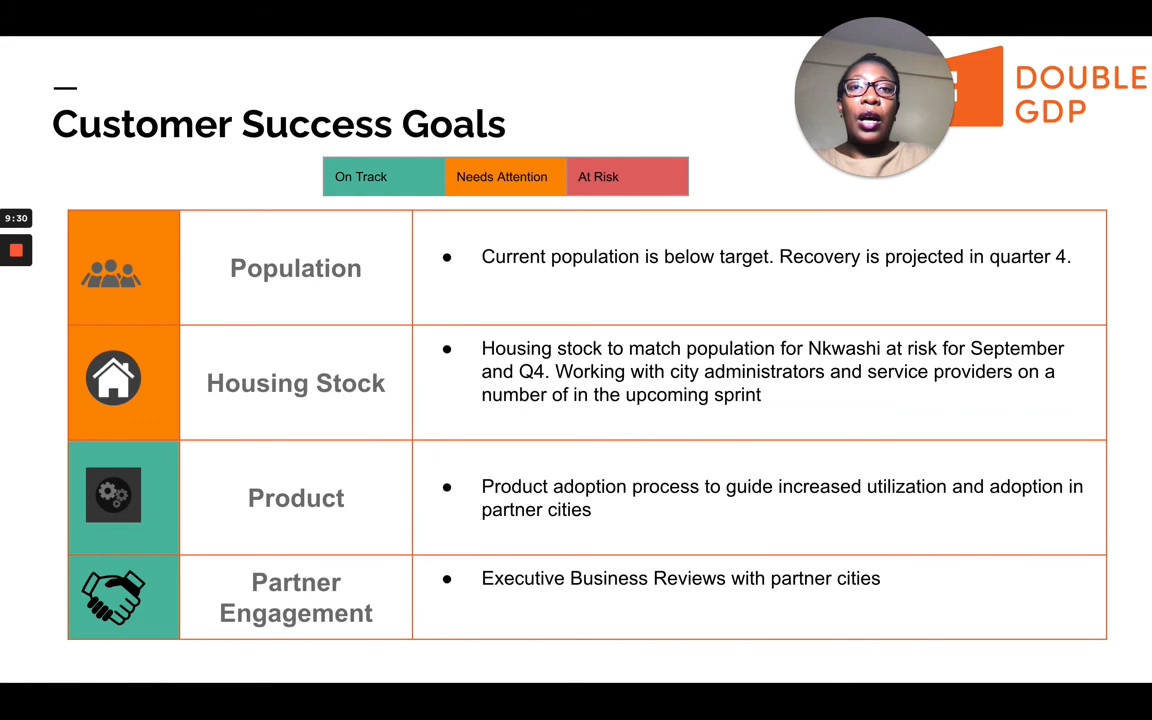 DOUBLE
GDP
Customer Success Goals
On Track
Needs Attention
At Risk
9:30
Population
● Current population is below target. Recovery is projected in quarter 4.
Housing Stock
● Housing stock to match population for Nkwashi at risk for September
and Q4. Working with city administrators and service providers on a
number of in the upcoming sprint
Product
● Product adoption process to guide increased utilization and adoption in
partner cities
Partner
Engagement
● Executive Business Reviews with partner cities